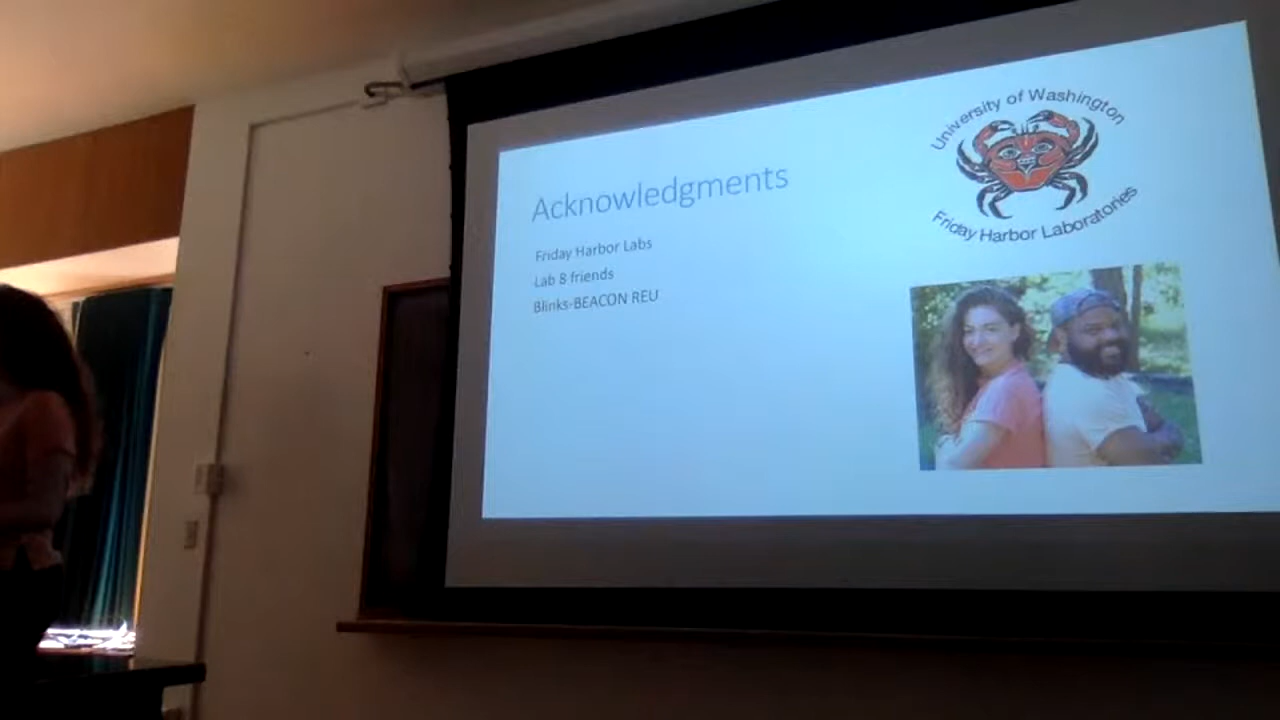 University of Washington
Friday Harbor Laboratories
Acknowledgments
Friday Harbor Labs
Lab 8 friends
Blinks-BEACON REU